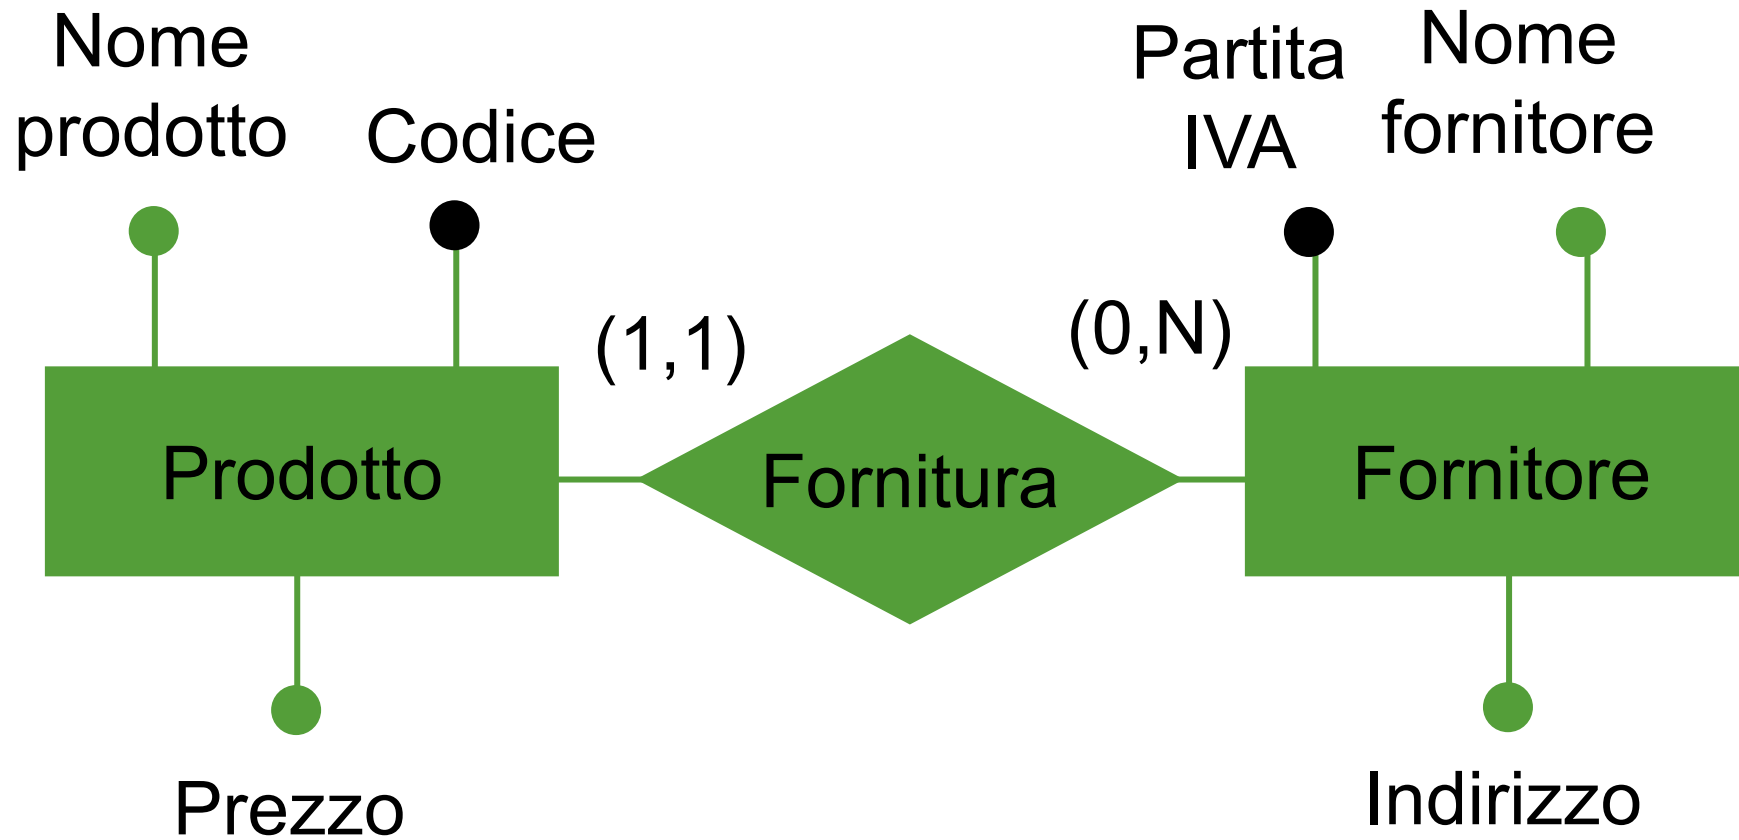 Nome
prodotto
Codice
Partita
IVA
Nome
fornitore
(1,1)
(0,N)
Prodotto
Fornitura
Fornitore
Prezzo
Indirizzo